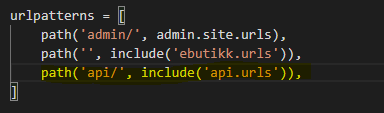 urlpatterns = [
    path('admin/', admin.site.urls),
    path('', include('ebutikk.urls')),
    path('api/', include('api.urls')),
]